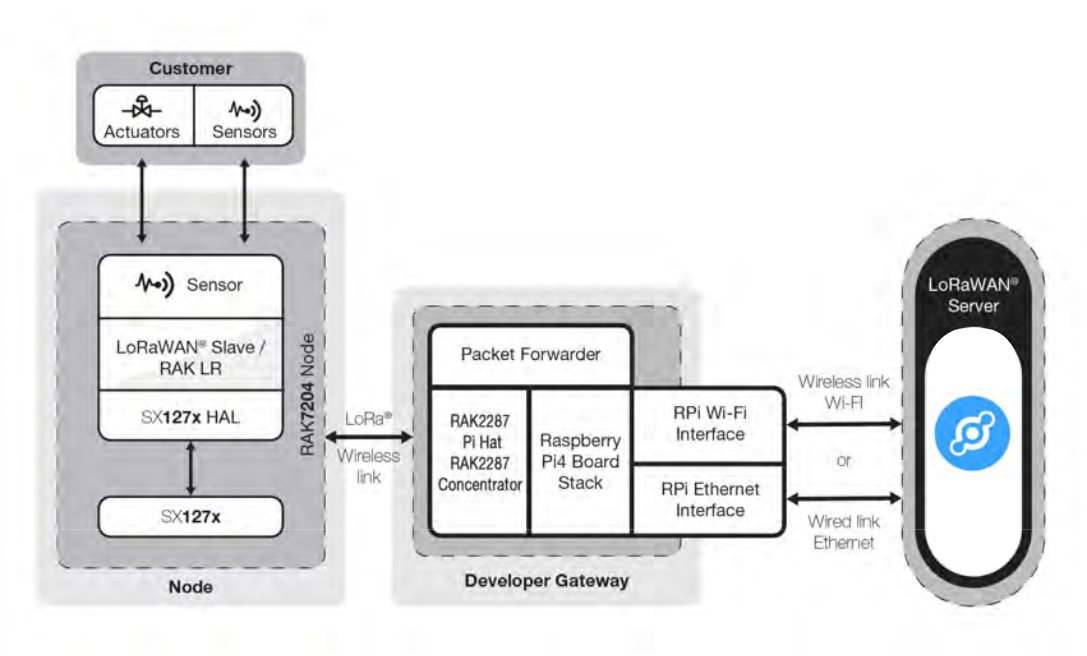 Customer
Actuators
Sensors
Sensor
LoRaWAN® Slave /
RAK LR
SX127x HAL
SX127x
RAK7204 Node
Node
LoRa®
Wireless
link
Packet Forwarder
RAK2287
Pi Hat
RAK2287
Concentrator
Raspberry
Pi4 Board
Stack
RPi Wi-Fi
Interface
RPi Ethernet
Interface
Developer Gateway
Wireless link
Wi-FI
or
Wired link
Ethernet
LoRaWAN®
Server